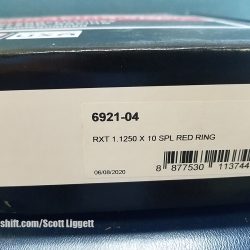 6921-04
RXT 1.1250 X 10 SPL RED RING
06/08/2020
8 877530 113744
shift.com/Scott Liggett